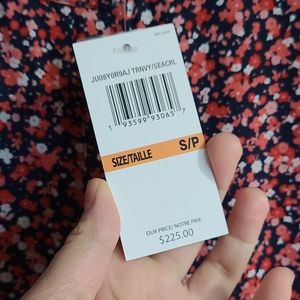 JU08Y0R9AJ TRNVY/SEACRL
1 93599 93065 7
SIZE/TAILLE S/P
OUR PRICE/ NOTRE PRIX
$225.00